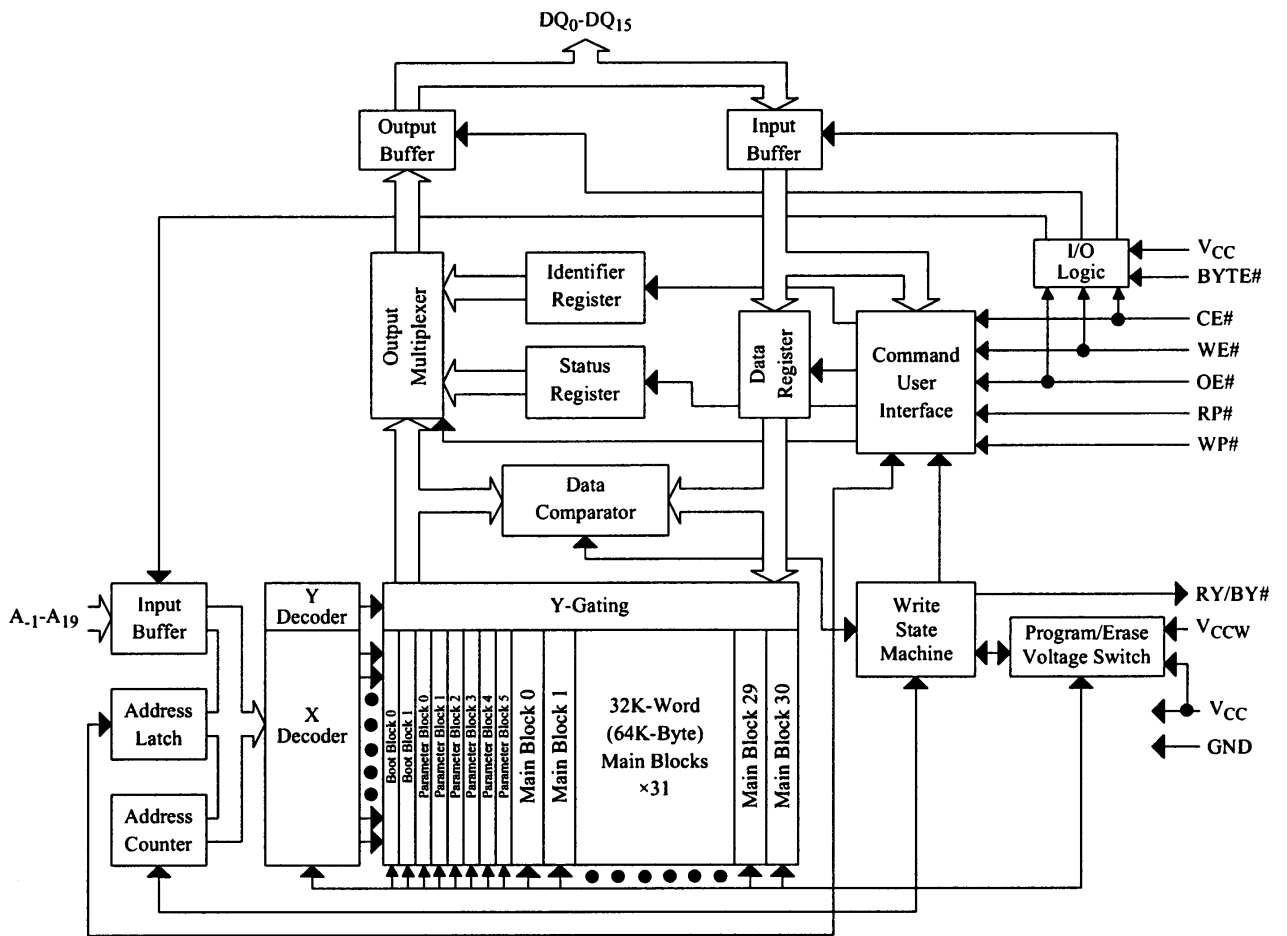 DQ0-DQ15
Output
Buffer
Input
Buffer
Output
Multiplexer
Identifier
Register
Status
Register
Data
Register
Command
User
Interface
I/O
Logic
VCC
BYTE#
CE#
WE#
OE#
RP#
WP#
Data
Comparator
A-1-A19
Input
Buffer
Address
Latch
Address
Counter
Y
Decoder
X
Decoder
Y-Gating
Boot Block 0
Boot Block 1
Parameter Block 0
Parameter Block 1
Parameter Block 2
Parameter Block 3
Parameter Block 4
Parameter Block 5
Main Block 0
Main Block 1
32K-Word
(64K-Byte)
Main Blocks
×31
Main Block 29
Main Block 30
Write
State
Machine
Program/Erase
Voltage Switch
RY/BY#
VCCW
VCC
GND